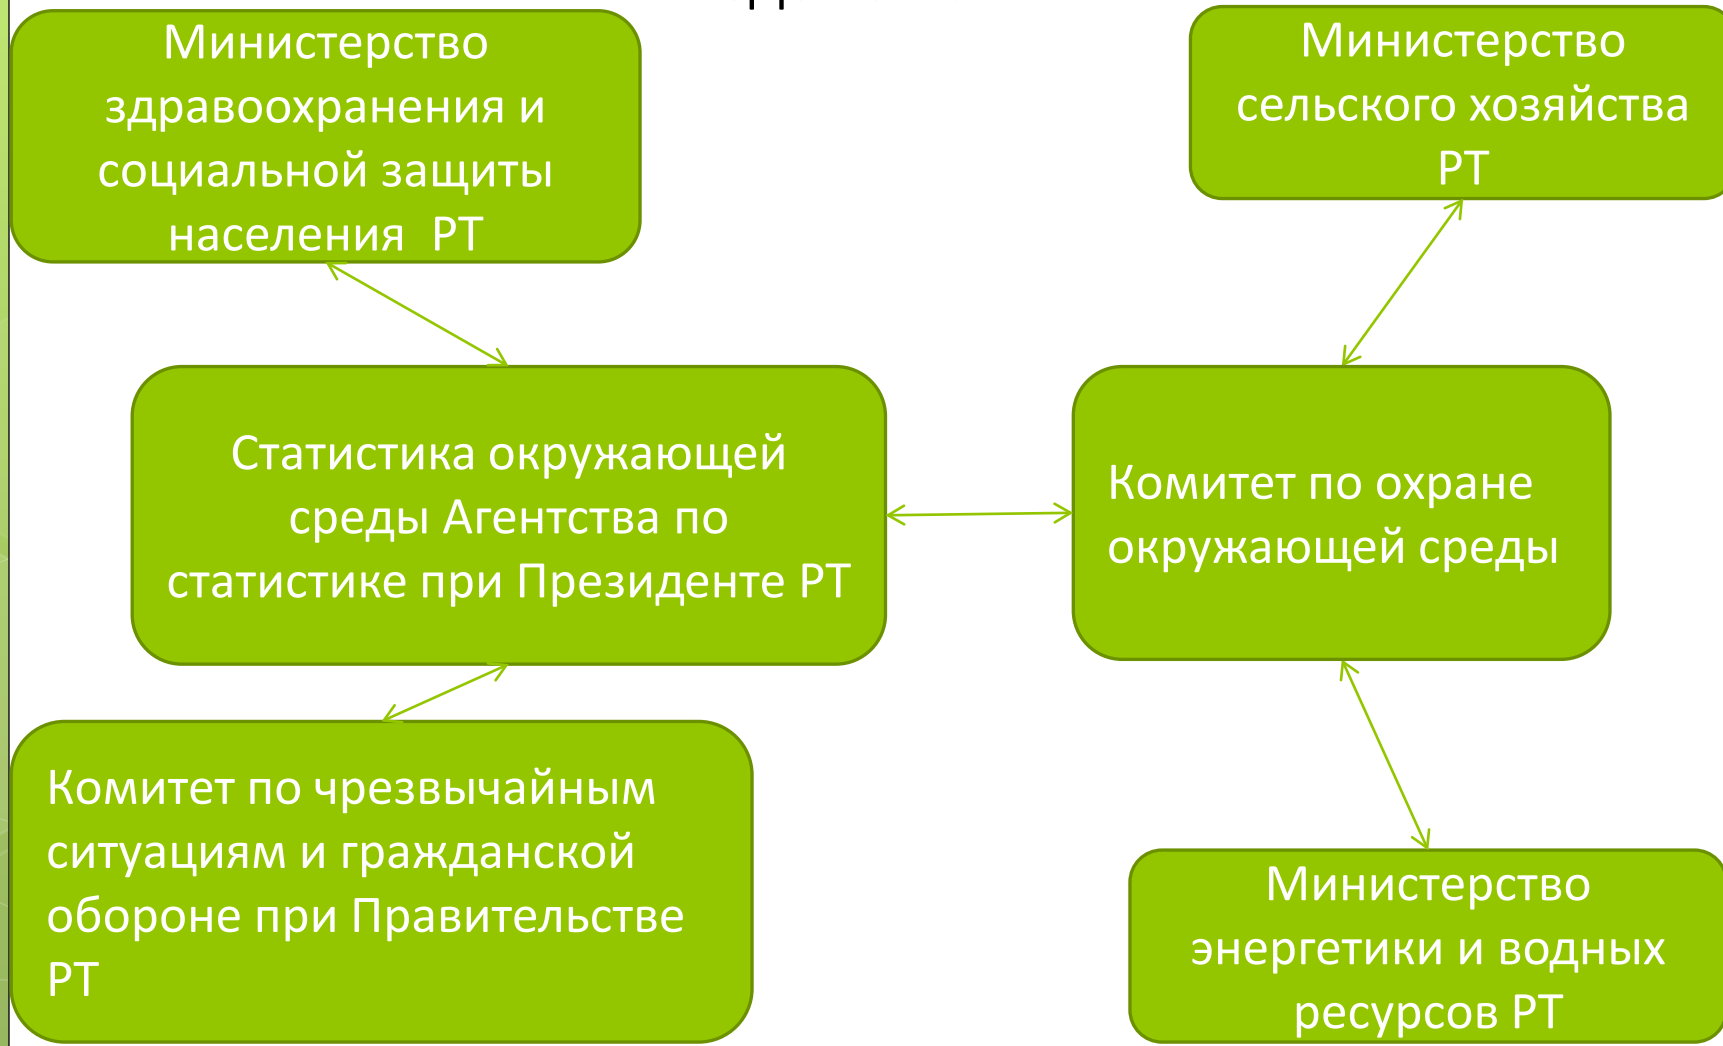 Министерство
здравоохранения и
социальной защиты
населения РТ
Министерство
сельского хозяйства
РТ
Статистика окружающей
среды Агентства по
статистике при Президенте РТ
Комитет по охране
окружающей среды
Комитет по чрезвычайным
ситуациям и гражданской
обороне при Правительстве
РТ
Министерство
энергетики и водных
ресурсов РТ